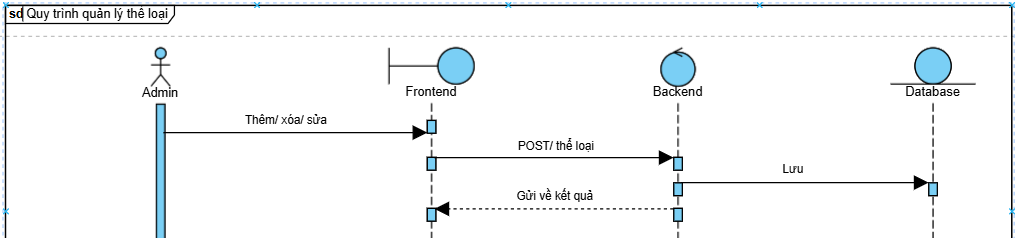 sd Quy trình quản lý thể loại
Admin
Frontend
Backend
Database
Thêm/ xóa/ sửa
POST/ thể loại
Lưu
Gửi về kết quả